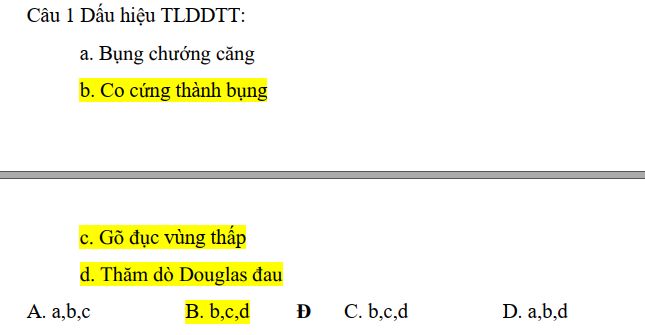 Câu 1 Dấu hiệu TLDDTT:
a. Bụng chướng căng
b. Co cứng thành bụng
c. Gõ đục vùng thấp
d. Thăm dò Douglas đau
A. a,b,c B. b,c,d Đ C. b,c,d D. a,b,d